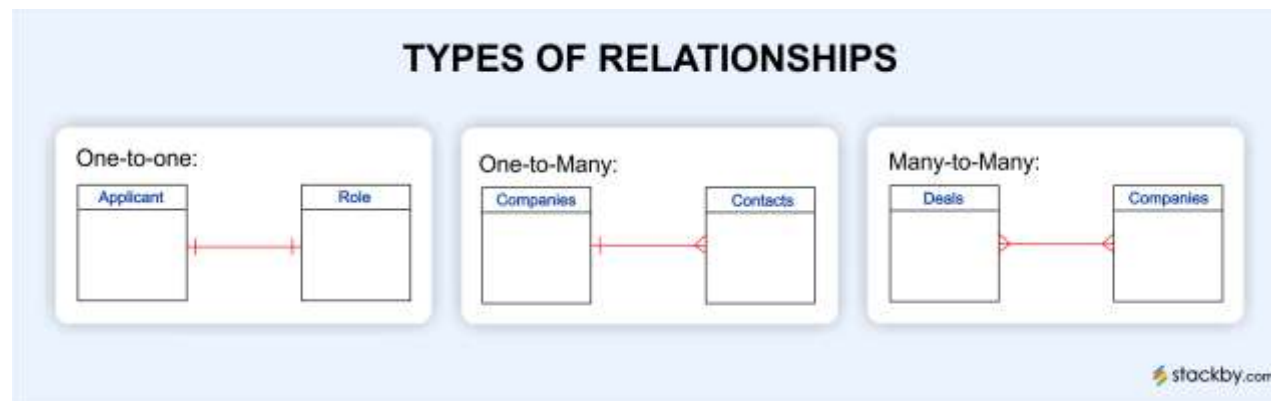 TYPES OF RELATIONSHIPS
One-to-one:
Applicant
Role
One-to-Many:
Companies
Contacts
Many-to-Many:
Deals
Companies
stackby.com